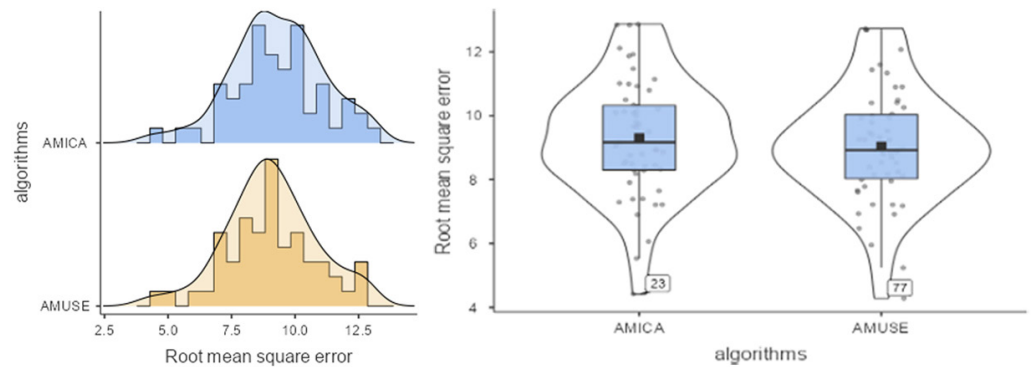 algorithms
AMICA
AMUSE
2.5 5.0 7.5 10.0 12.5
Root mean square error
Root mean square error
12
10
8
6
4
23
77
AMICA AMUSE
algorithms